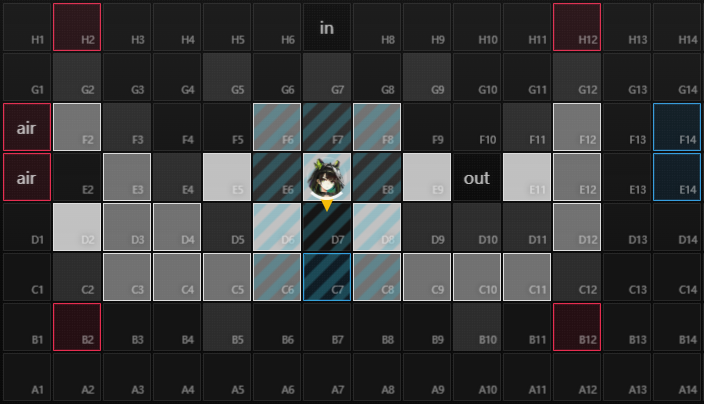 H1 H2 H3 H4 H5 H6 in H8 H9 H10 H11 H12 H13 H14
G1 G2 G3 G4 G5 G6 G7 G8 G9 G10 G11 G12 G13 G14
air F2 F3 F4 F5 F6 F7 F8 F9 F10 F11 F12 F13 F14
air E2 E3 E4 E5 E6 E7 E8 E9 out E11 E12 E13 E14
D1 D2 D3 D4 D5 D6 D7 D8 D9 D10 D11 D12 D13 D14
C1 C2 C3 C4 C5 C6 C7 C8 C9 C10 C11 C12 C13 C14
B1 B2 B3 B4 B5 B6 B7 B8 B9 B10 B11 B12 B13 B14
A1 A2 A3 A4 A5 A6 A7 A8 A9 A10 A11 A12 A13 A14